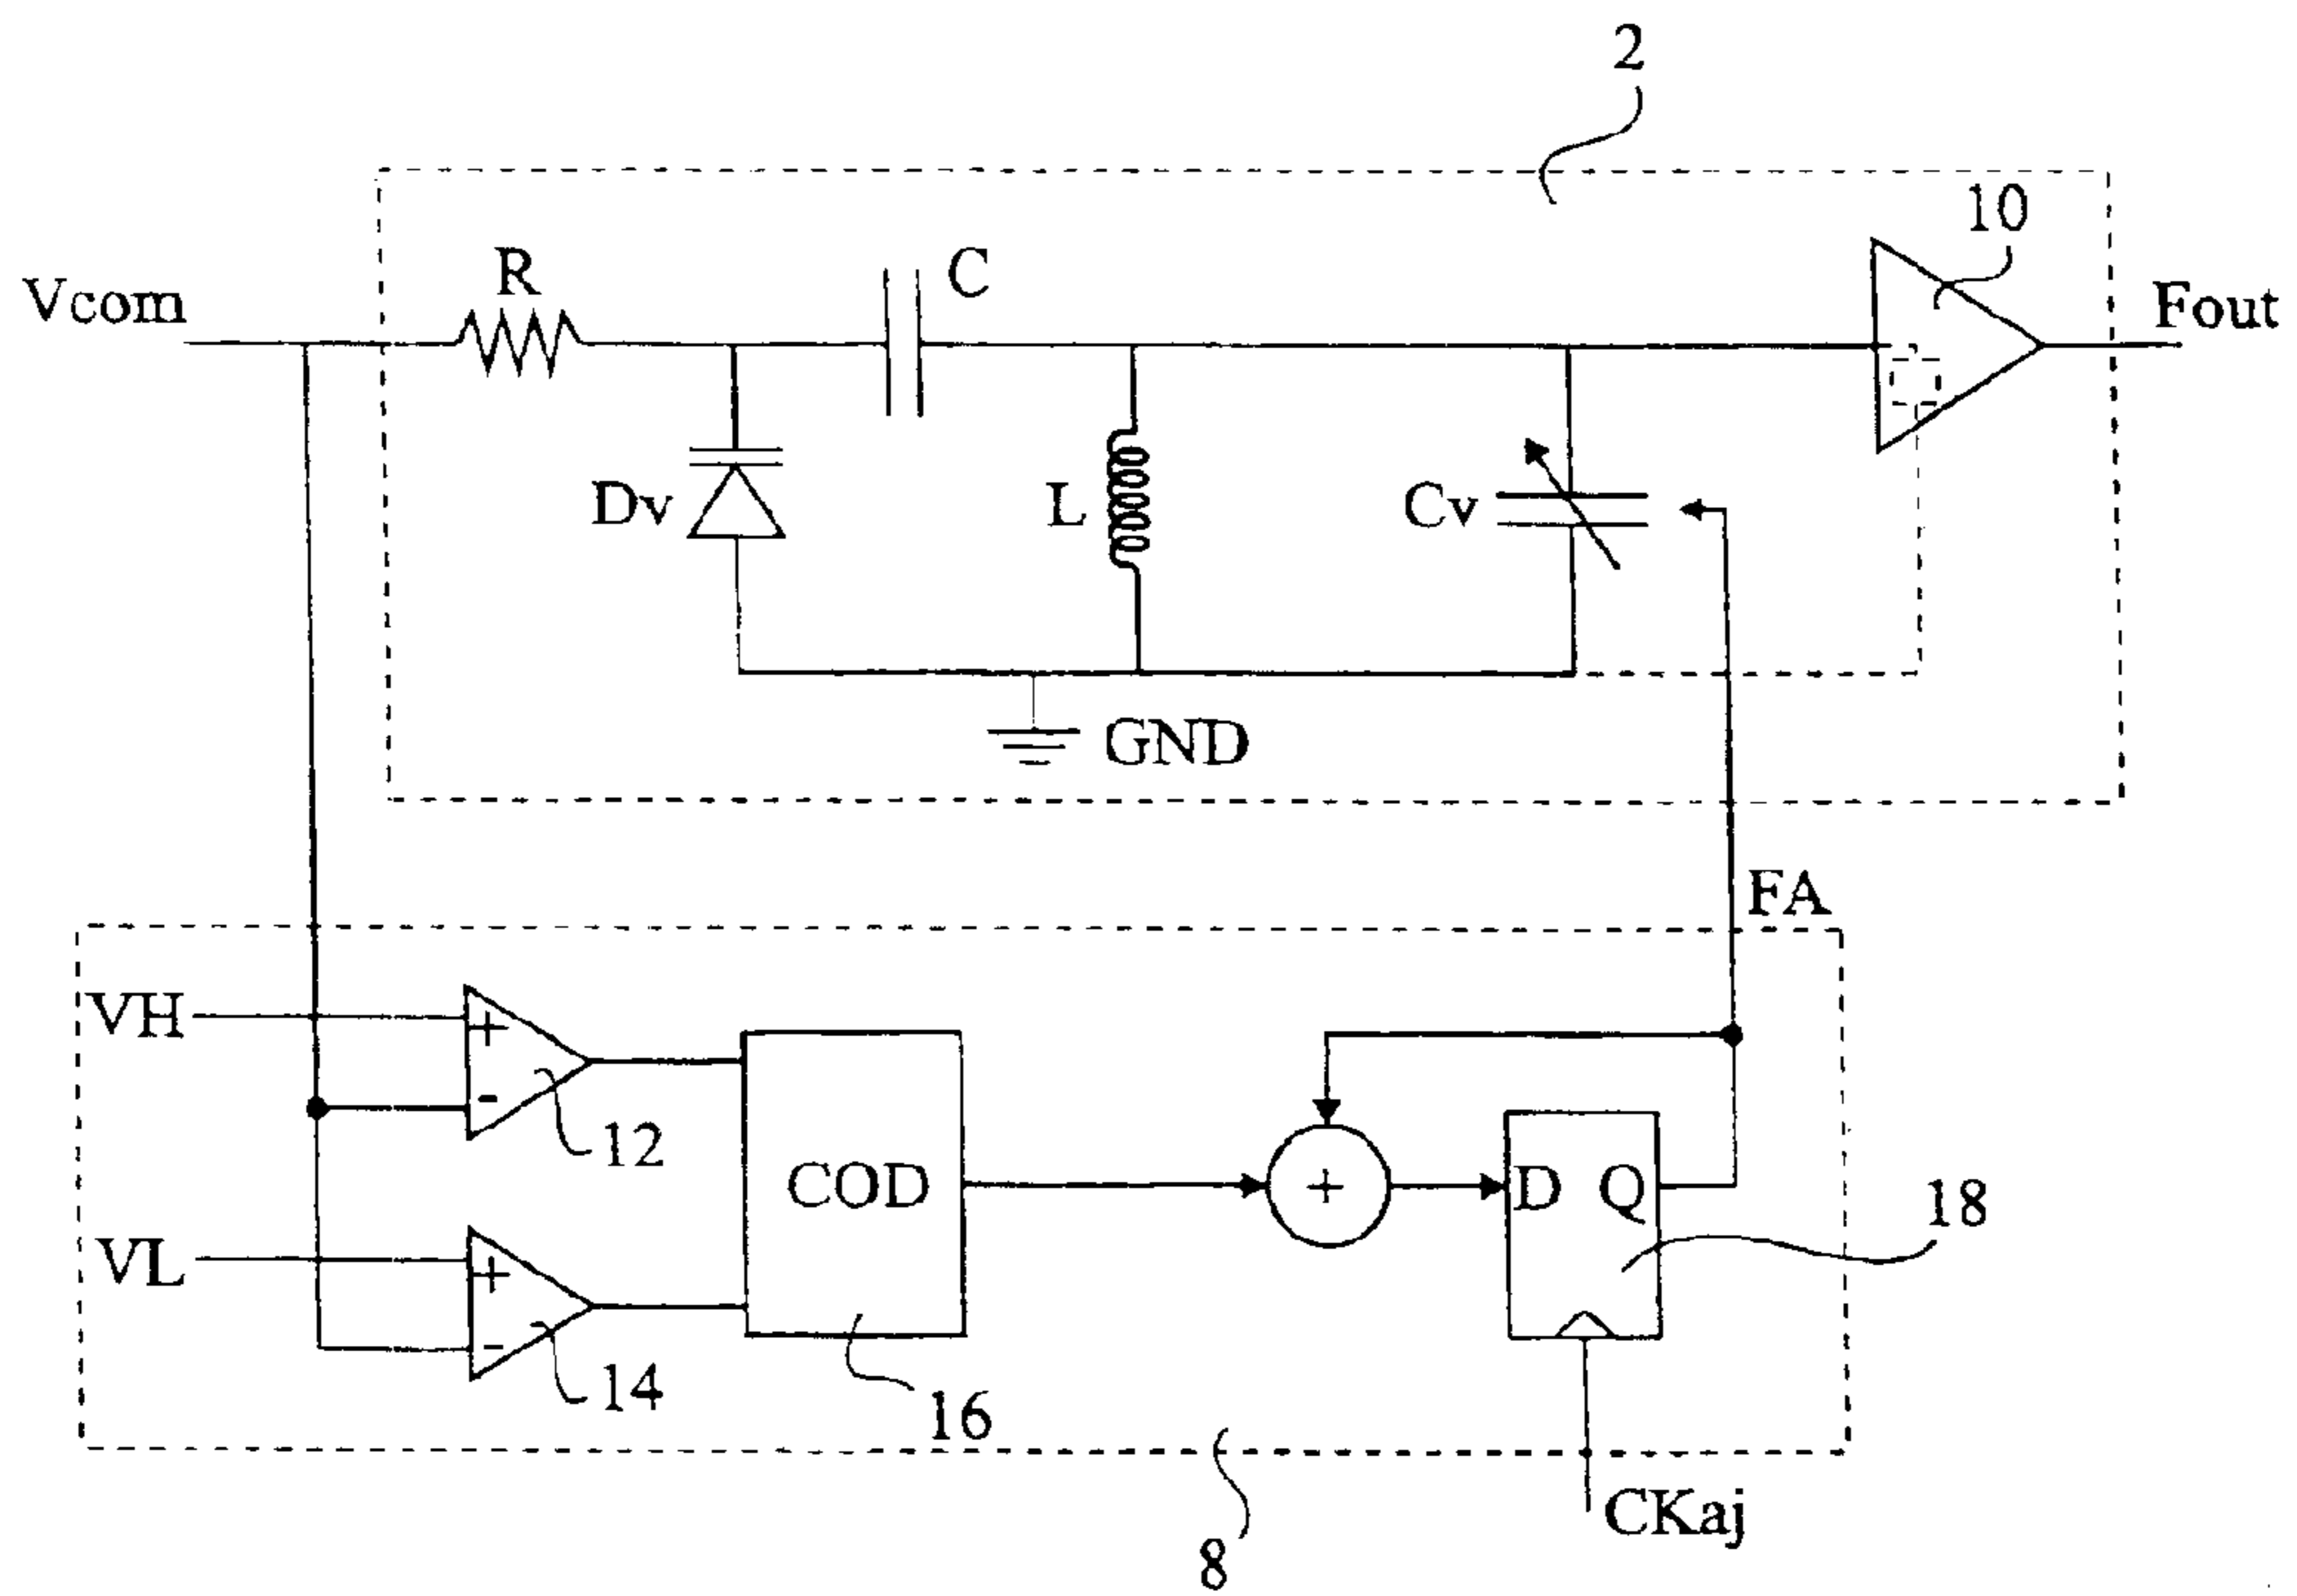 2
10
R
C
Vcom
Fout
Dv
L
Cv
GND
FA
VH
+
-
12
COD
+
D Q
18
VL
+
-
14
16
CKaj
8